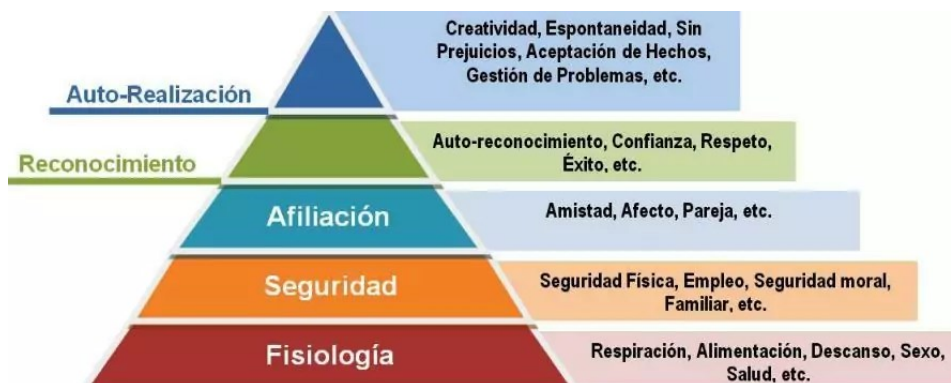 Creatividad, Espontaneidad, Sin
Prejuicios, Aceptación de Hechos,
Gestión de Problemas, etc.
Auto-Realización
Auto-reconocimiento, Confianza, Respeto,
Éxito, etc.
Reconocimiento
Afiliación
Amistad, Afecto, Pareja, etc.
Seguridad
Seguridad Física, Empleo, Seguridad moral,
Familiar, etc.
Fisiología
Respiración, Alimentación, Descanso, Sexo,
Salud, etc.